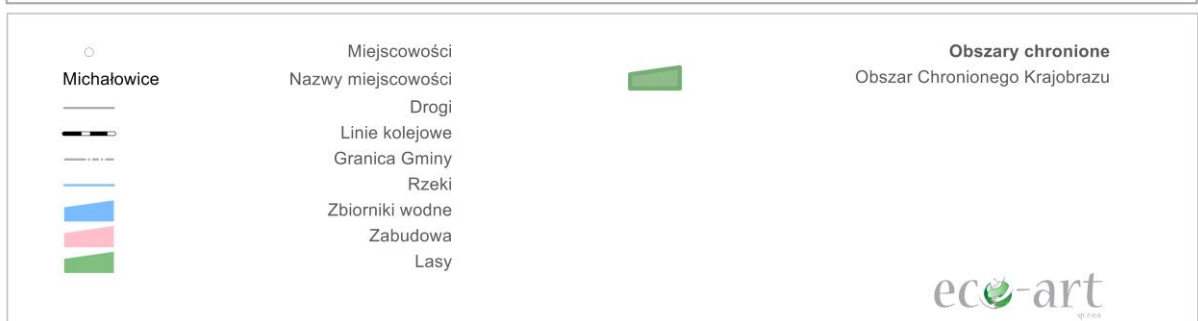 Miejscowości
Michałowice Nazwy miejscowości
Drogi
Linie kolejowe
Granica Gminy
Rzeki
Zbiorniki wodne
Zabudowa
Lasy
Obszary chronione
Obszar Chronionego Krajobrazu
eco-art
sp z o.o.